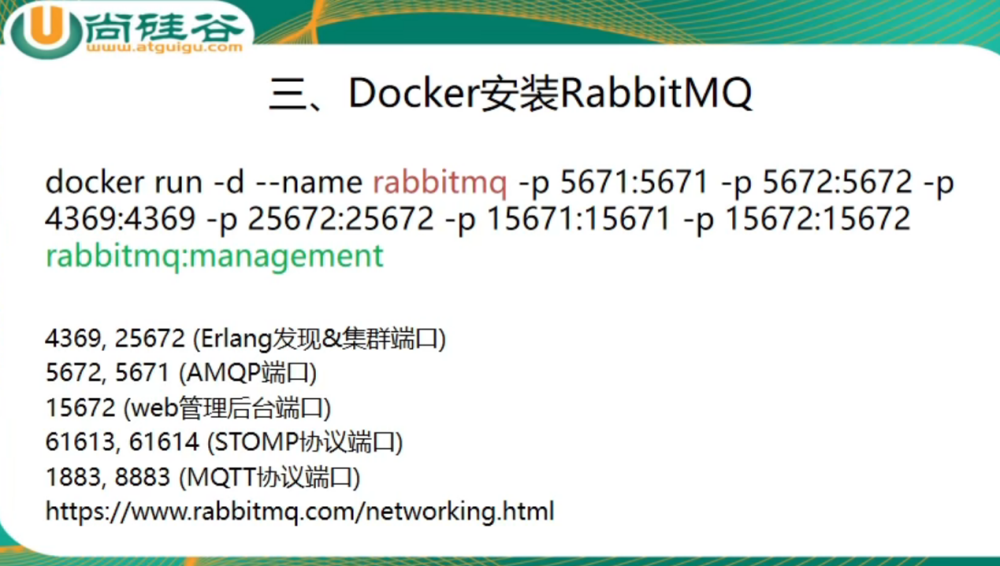 尚硅谷
www.atguigu.com
三、Docker安装RabbitMQ
docker run -d --name rabbitmq -p 5671:5671 -p 5672:5672 -p
4369:4369 -p 25672:25672 -p 15671:15671 -p 15672:15672
rabbitmq:management
4369, 25672 (Erlang发现&集群端口)
5672, 5671 (AMQP端口)
15672 (web管理后台端口)
61613, 61614 (STOMP协议端口)
1883, 8883 (MQTT协议端口)
https://www.rabbitmq.com/networking.html